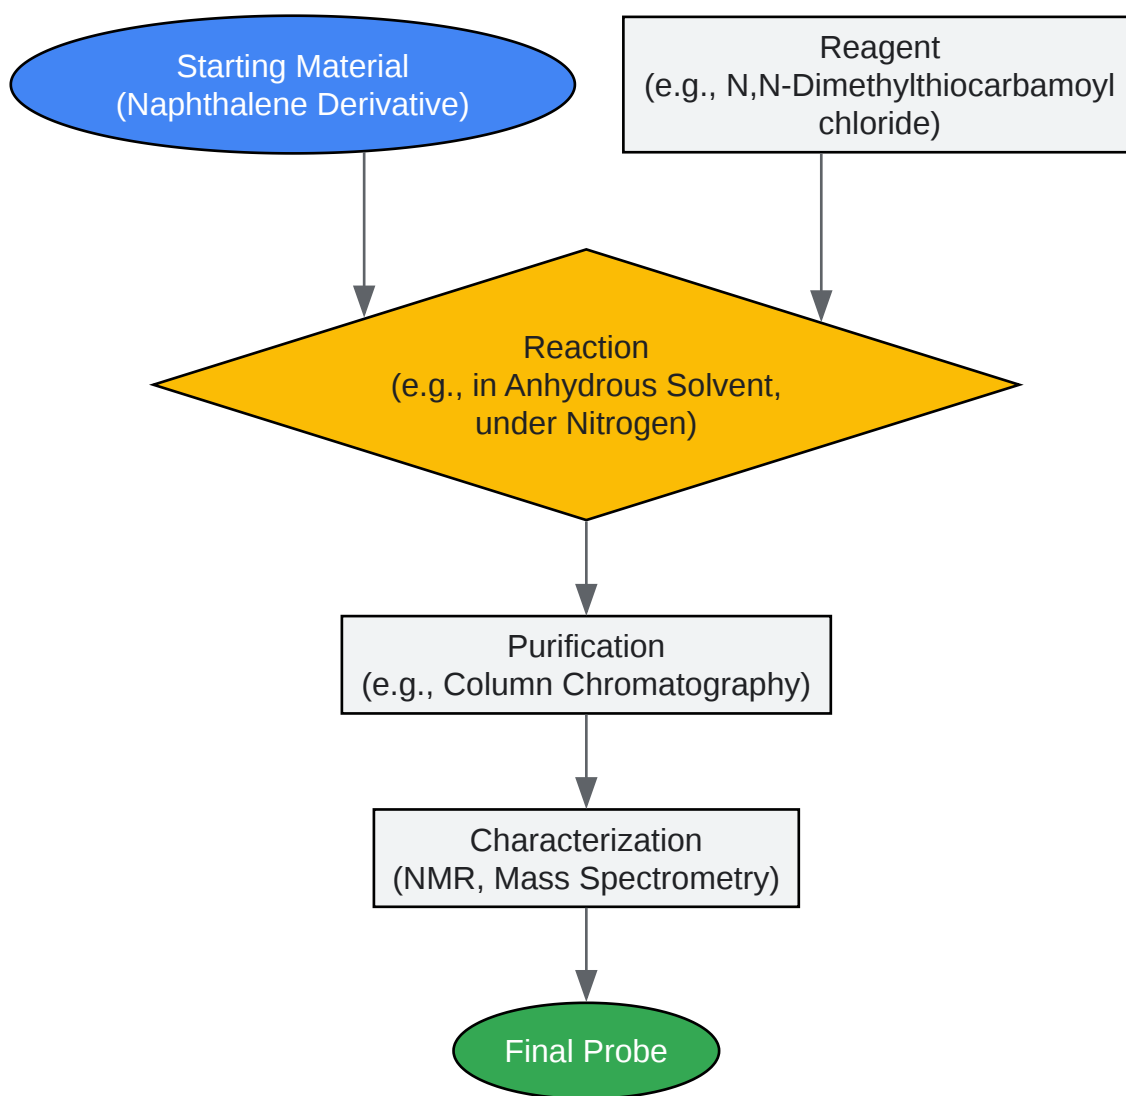 Starting Material
(Naphthalene Derivative)
Reagent
(e.g., N,N-Dimethylthiocarbamoyl
chloride)
Reaction
(e.g., in Anhydrous Solvent,
under Nitrogen)
Purification
(e.g., Column Chromatography)
Characterization
(NMR, Mass Spectrometry)
Final Probe